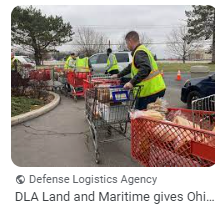 Defense Logistics Agency
DLA Land and Maritime gives Ohi...